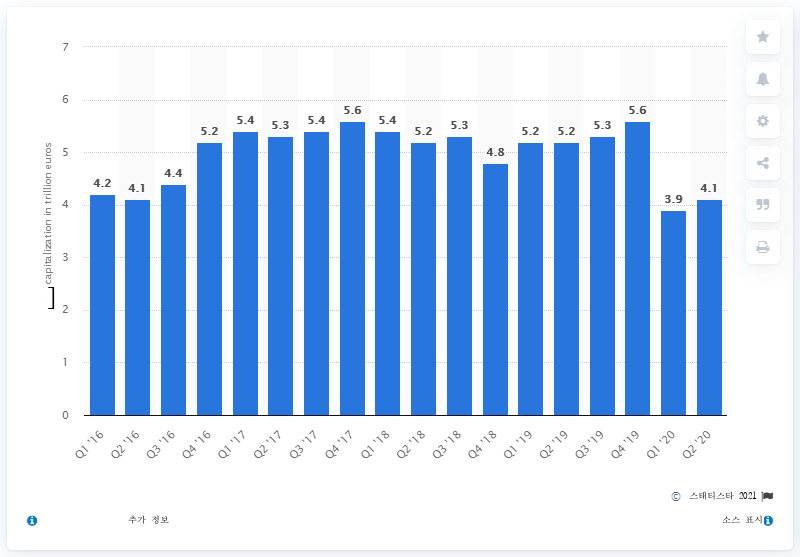 7
6
5
4
3
2
1
0
capitalization in trillion euros
]
4.2
4.1
4.4
5.2
5.4
5.3
5.4
5.6
5.4
5.2
5.3
4.8
5.2
5.2
5.3
5.6
3.9
4.1
Q1 '16
Q2 '16
Q3 '16
Q4 '16
Q1 '17
Q2 '17
Q3 '17
Q4 '17
Q1 '18
Q2 '18
Q3 '18
Q4 '18
Q1 '19
Q2 '19
Q3 '19
Q4 '19
Q1 '20
Q2 '20
© 스태티스타 2021
추가 정보
소스 표시